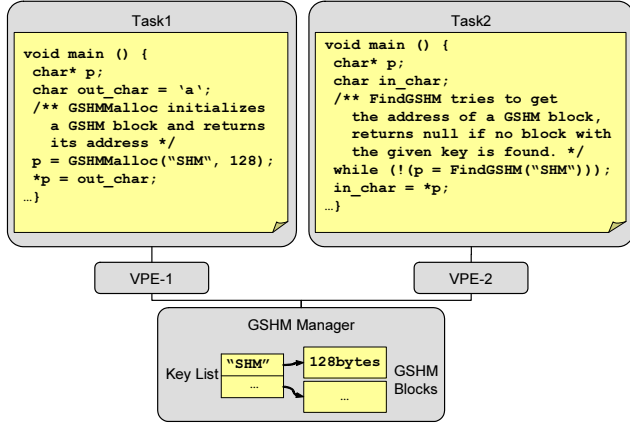 Task1
void main () {
char* p;
char out_char = ‘a‘;
/** GSHMMalloc initializes
a GSHM block and returns
its address */
p = GSHMMalloc(“SHM“, 128);
*p = out_char;
…}
Task2
void main () {
char* p;
char in_char;
/** FindGSHM tries to get
the address of a GSHM block,
returns null if no block with
the given key is found. */
while (!(p = FindGSHM(“SHM“)));
in_char = *p;
…}
VPE-1
VPE-2
GSHM Manager
Key List
“SHM”
…
128bytes
…
GSHM
Blocks